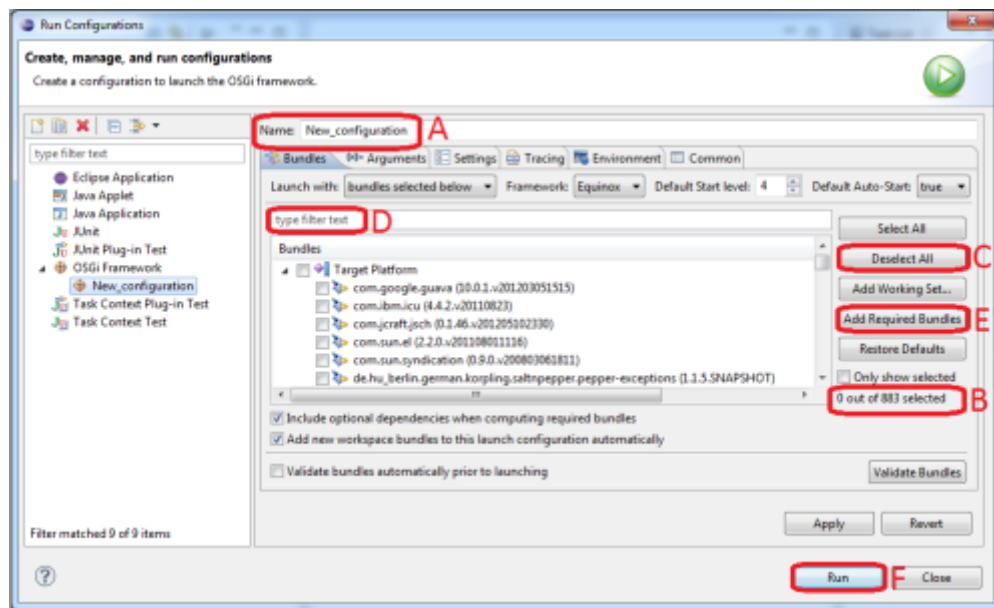 Run Configurations
Create, manage, and run configurations
Create a configuration to launch the OSGi framework.
type filter text
Eclipse Application
Java Applet
Java Application
JUnit
JUnit Plug-in Test
OSGi Framework
New_configuration
Task Context Plug-in Test
Task Context Test
Filter matched 9 of 9 items
Name: New_configuration A
Bundles Arguments Settings Tracing Environment Common
Launch with: bundles selected below Framework: Equinox Default Start level: 4 Default Auto-Start: true
type filter text D
Bundles
Target Platform
com.google.guava (10.0.1.v201203051515)
com.ibm.icu (4.4.2.v20110823)
com.jcraft.jsch (0.1.46.v201205102330)
com.sun.el (2.2.0.v201108011116)
com.sun.syndication (0.9.0.v200803061811)
de.hu_berlin.german.korpling.saltnpepper.pepper-exceptions (1.1.5.SNAPSHOT)
Select All
Deselect All C
Add Working Set...
Add Required Bundles E
Restore Defaults
Only show selected
0 out of 883 selected B
Include optional dependencies when computing required bundles
Add new workspace bundles to this launch configuration automatically
Validate bundles automatically prior to launching
Validate Bundles
Apply Revert
Run F Close